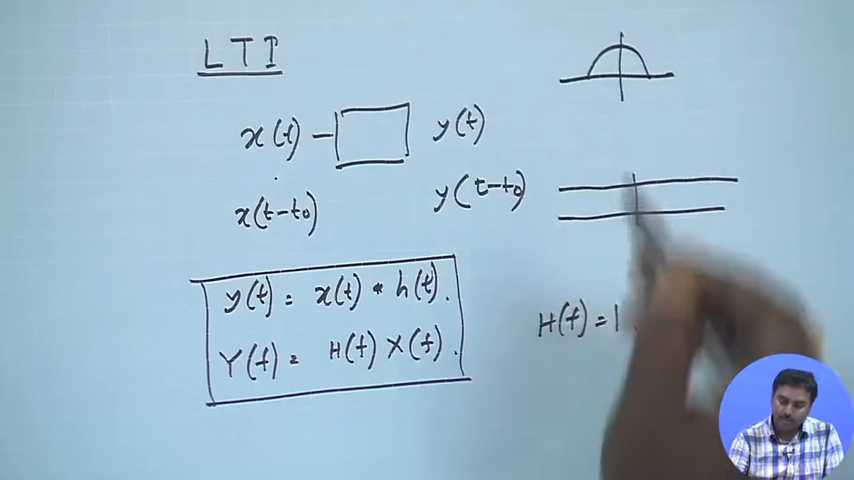 LTI
x(t) y(t)
x(t-t0) y(t-t0)
y(t) = x(t) * h(t).
Y(f) = H(f) X(f).
H(f) = 1